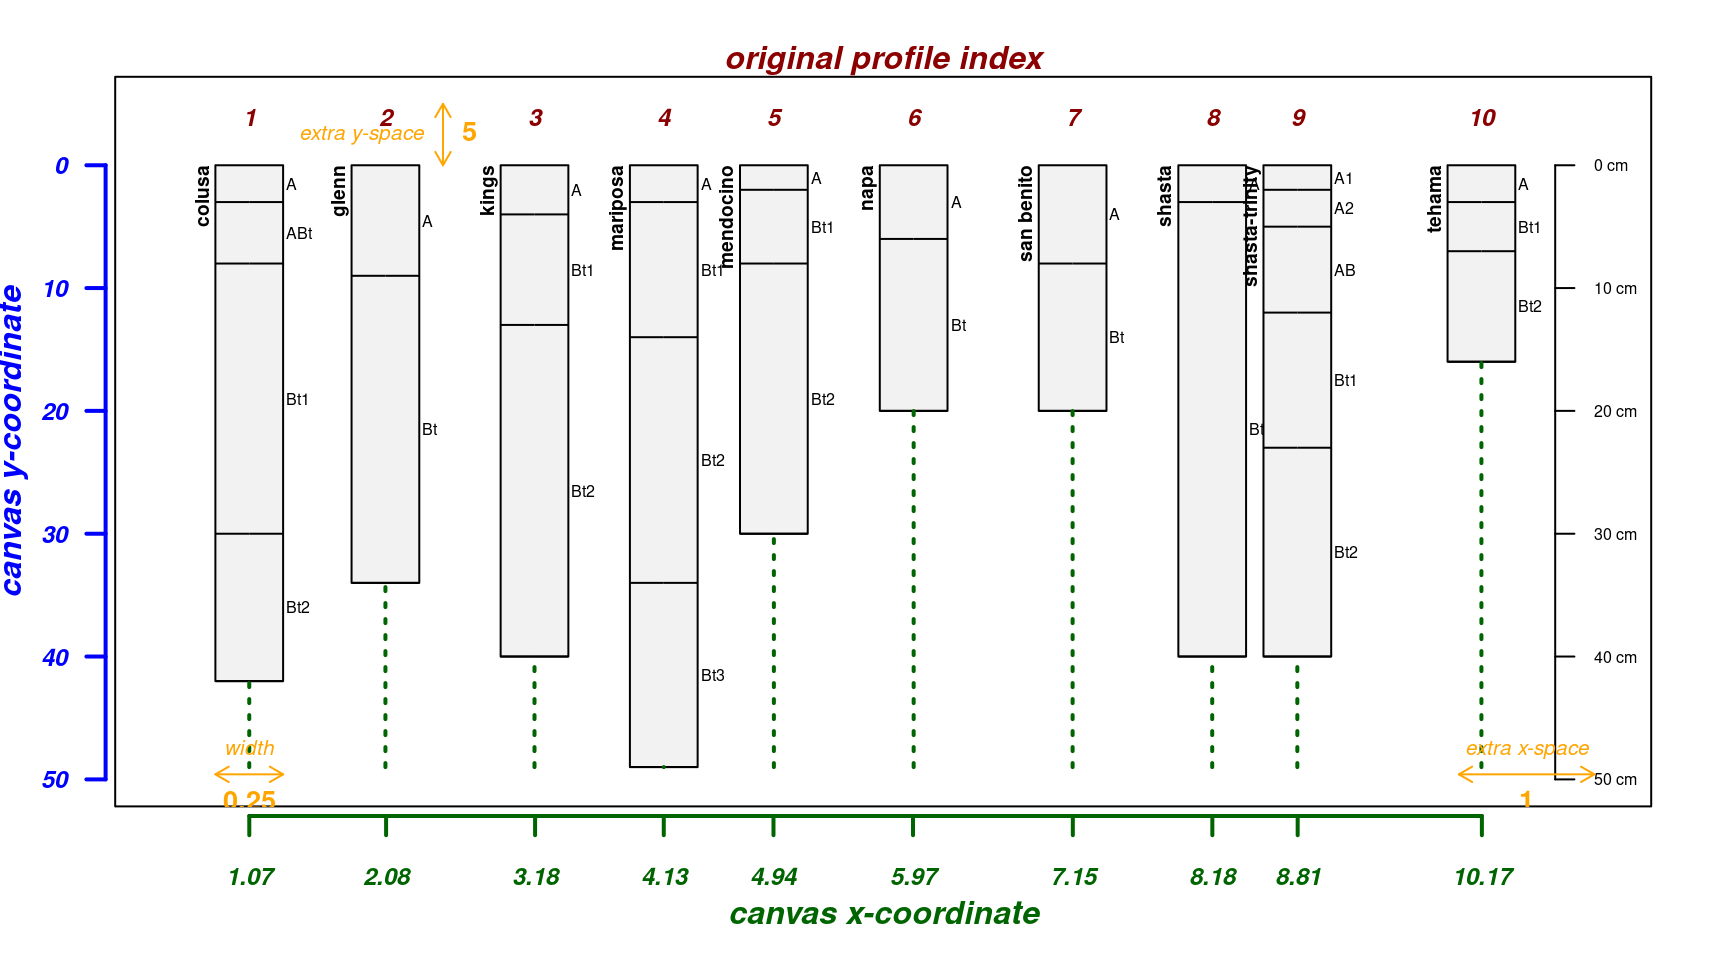 original profile index
1 2 3 4 5 6 7 8 9 10
extra y-space 5
canvas y-coordinate
0
10
20
30
40
50
colusa
A
ABt
Bt1
Bt2
glenn
A
Bt
kings
A
Bt1
Bt2
mariposa
A
Bt1
Bt2
Bt3
mendocino
A
Bt1
Bt2
napa
A
Bt
san benito
A
Bt
shasta
A
Bt
shasta-trinity
A1
A2
AB
Bt1
Bt2
tehama
A
Bt1
Bt2
0 cm
10 cm
20 cm
30 cm
40 cm
50 cm
width
0.25
extra x-space
1
1.07 2.08 3.18 4.13 4.94 5.97 7.15 8.18 8.81 10.17
canvas x-coordinate